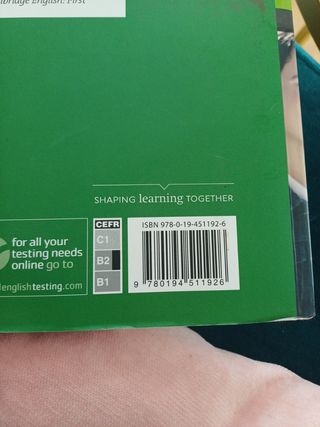 English: First
SHAPING learning TOGETHER
for all your
testing needs
online go to
englishtesting.com
CEFR
C1
B2
B1
ISBN 978-0-19-451192-6
9 780194 511926